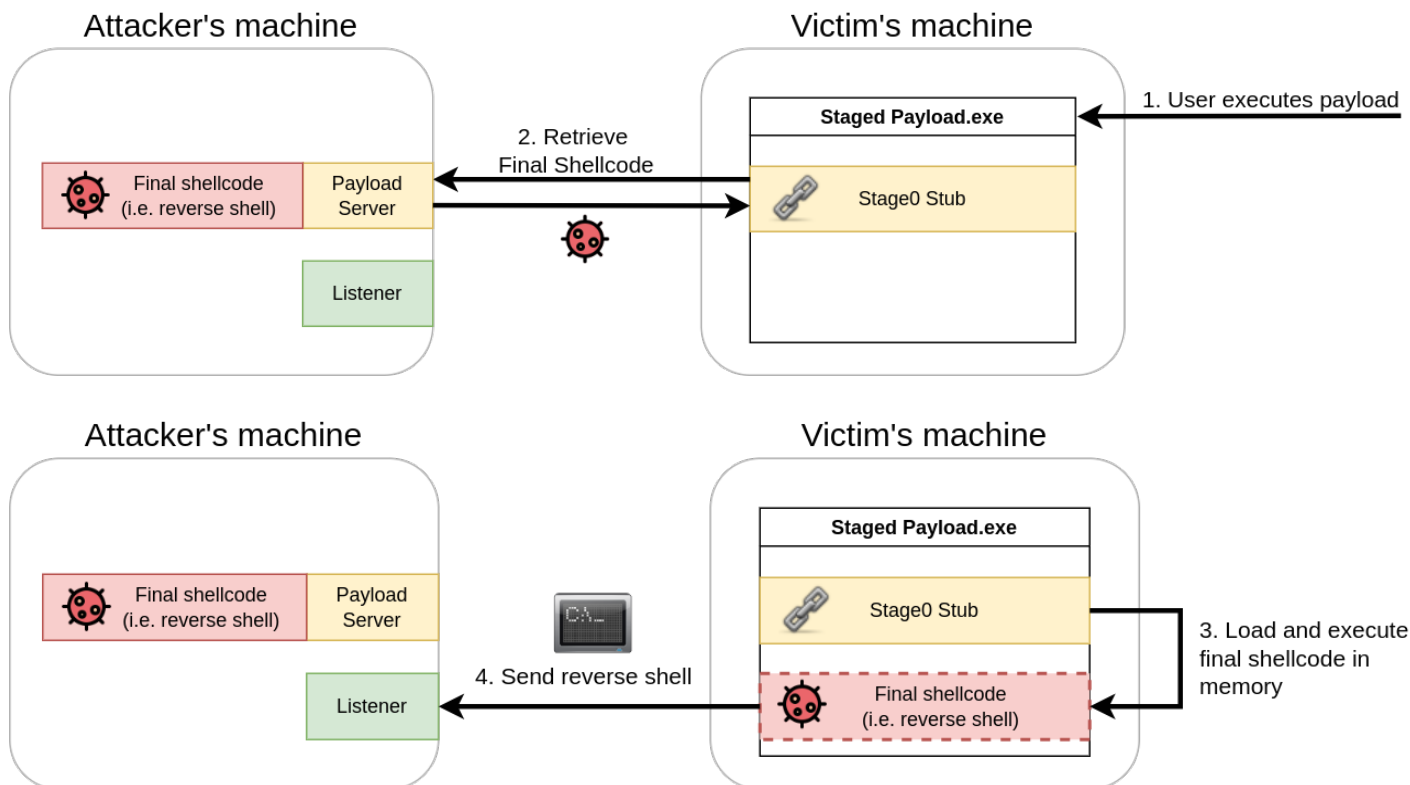 Attacker's machine
Victim's machine
1. User executes payload
Staged Payload.exe
2. Retrieve
Final Shellcode
Final shellcode
(i.e. reverse shell)
Payload
Server
Stage0 Stub
Listener
Attacker's machine
Victim's machine
Staged Payload.exe
Final shellcode
(i.e. reverse shell)
Payload
Server
C:\_
Stage0 Stub
3. Load and execute
final shellcode in
memory
4. Send reverse shell
Listener
Final shellcode
(i.e. reverse shell)